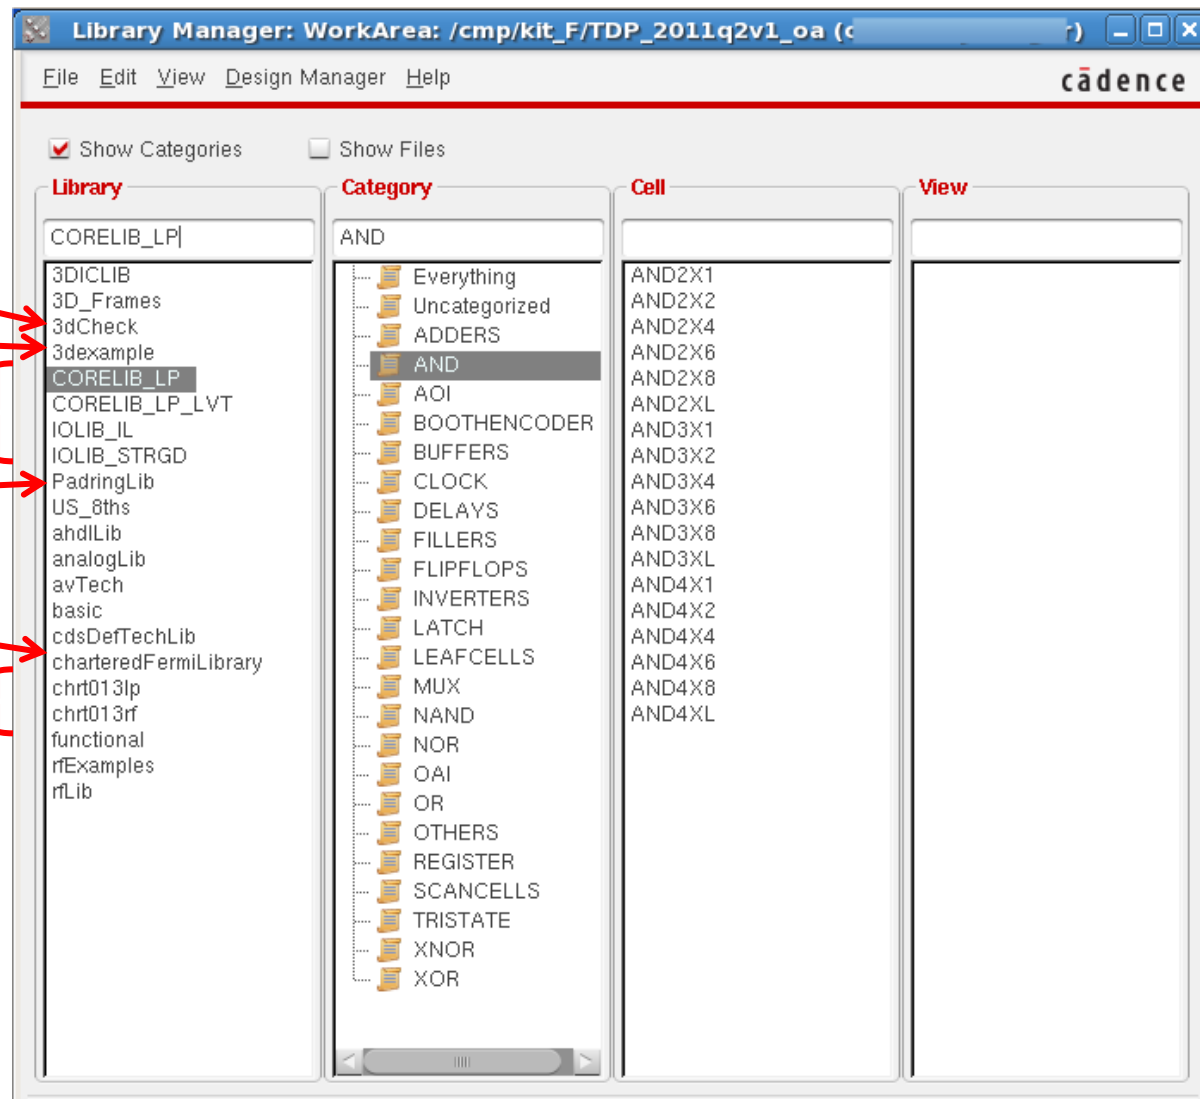 Library Manager: WorkArea: /cmp/kit_F/TDP_2011q2v1_oa (c r)
File Edit View Design Manager Help
cādence
Show Categories Show Files
Library
CORELIB_LP
3DICLIB
3D_Frames
3dCheck
3dexample
CORELIB_LP
CORELIB_LP_LVT
IOLIB_IL
IOLIB_STRGD
PadringLib
US_8ths
ahdlLib
analogLib
avTech
basic
cdsDefTechLib
charteredFermiLibrary
chrt013lp
chrt013rf
functional
rfExamples
rfLib
Category
AND
Everything
Uncategorized
ADDERS
AND
AOI
BOOTHENCODER
BUFFERS
CLOCK
DELAYS
FILLERS
FLIPFLOPS
INVERTERS
LATCH
LEAFCELLS
MUX
NAND
NOR
OAI
OR
OTHERS
REGISTER
SCANCELLS
TRISTATE
XNOR
XOR
Cell
AND2X1
AND2X2
AND2X4
AND2X6
AND2X8
AND2XL
AND3X1
AND3X2
AND3X4
AND3X6
AND3X8
AND3XL
AND4X1
AND4X2
AND4X4
AND4X6
AND4X8
AND4XL
View